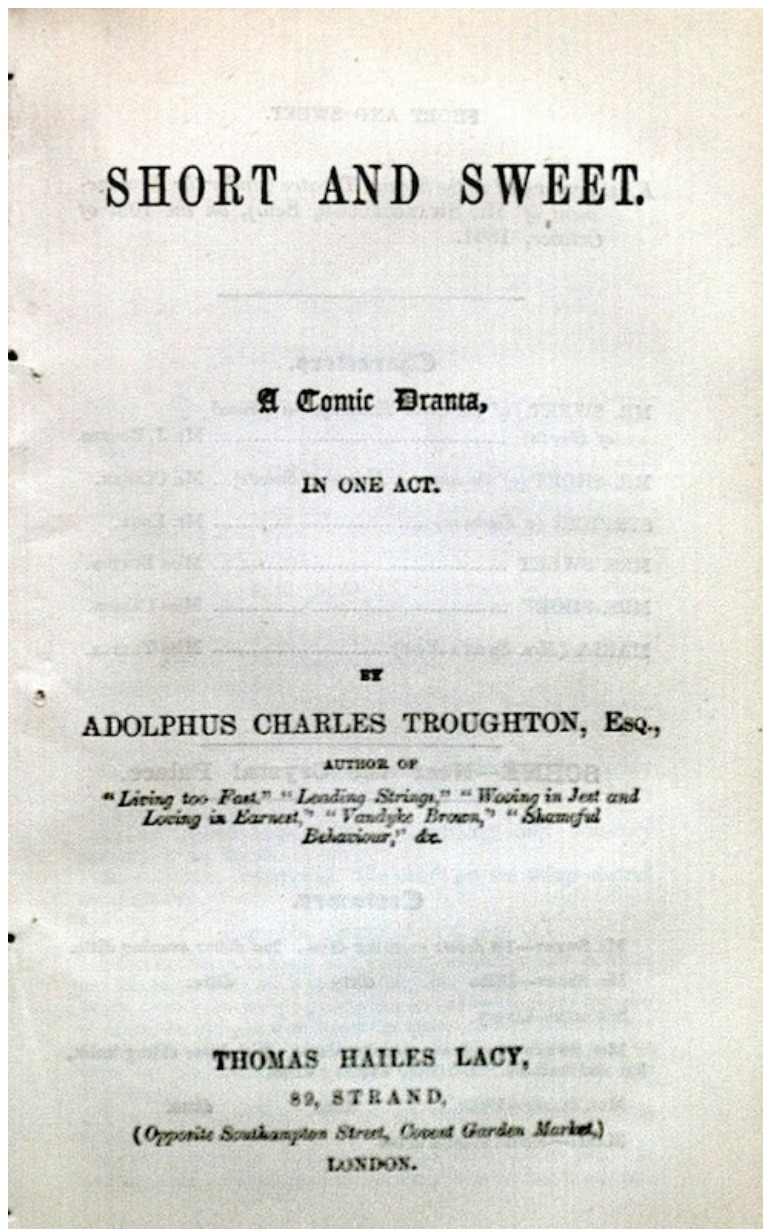 SHORT AND SWEET.
A Comic Drama,
IN ONE ACT.
BY
ADOLPHUS CHARLES TROUGHTON, Esq.,
AUTHOR OF
"Living too Fast," "Leading Strings," "Wooing in Jest and
Loving in Earnest," "Vandyke Brown," "Shameful
Behaviour," &c.
THOMAS HAILES LACY,
89, STRAND,
(Opposite Southampton Street, Covent Garden Market,)
LONDON.